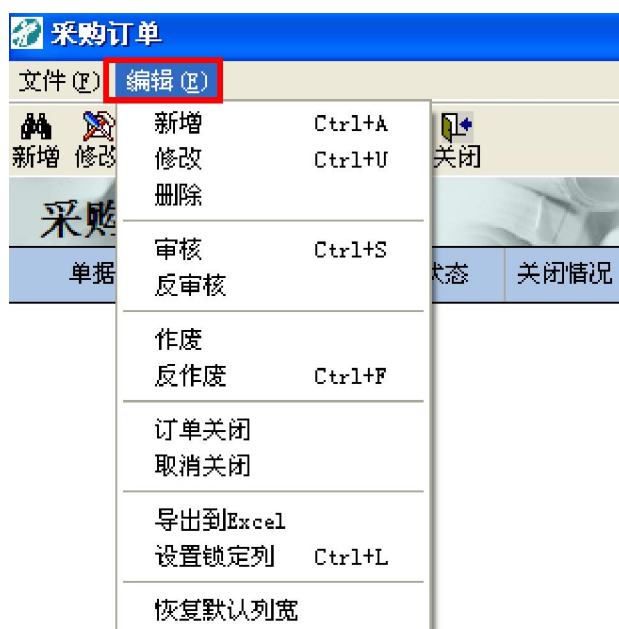 采购订单
文件(F) 编辑(E)
新增 修改 关闭
新增 Ctrl+A
修改 Ctrl+U
删除
采购
审核 Ctrl+S
单据 状态 关闭情况
反审核
作废
反作废 Ctrl+F
订单关闭
取消关闭
导出到Excel
设置锁定列 Ctrl+L
恢复默认列宽